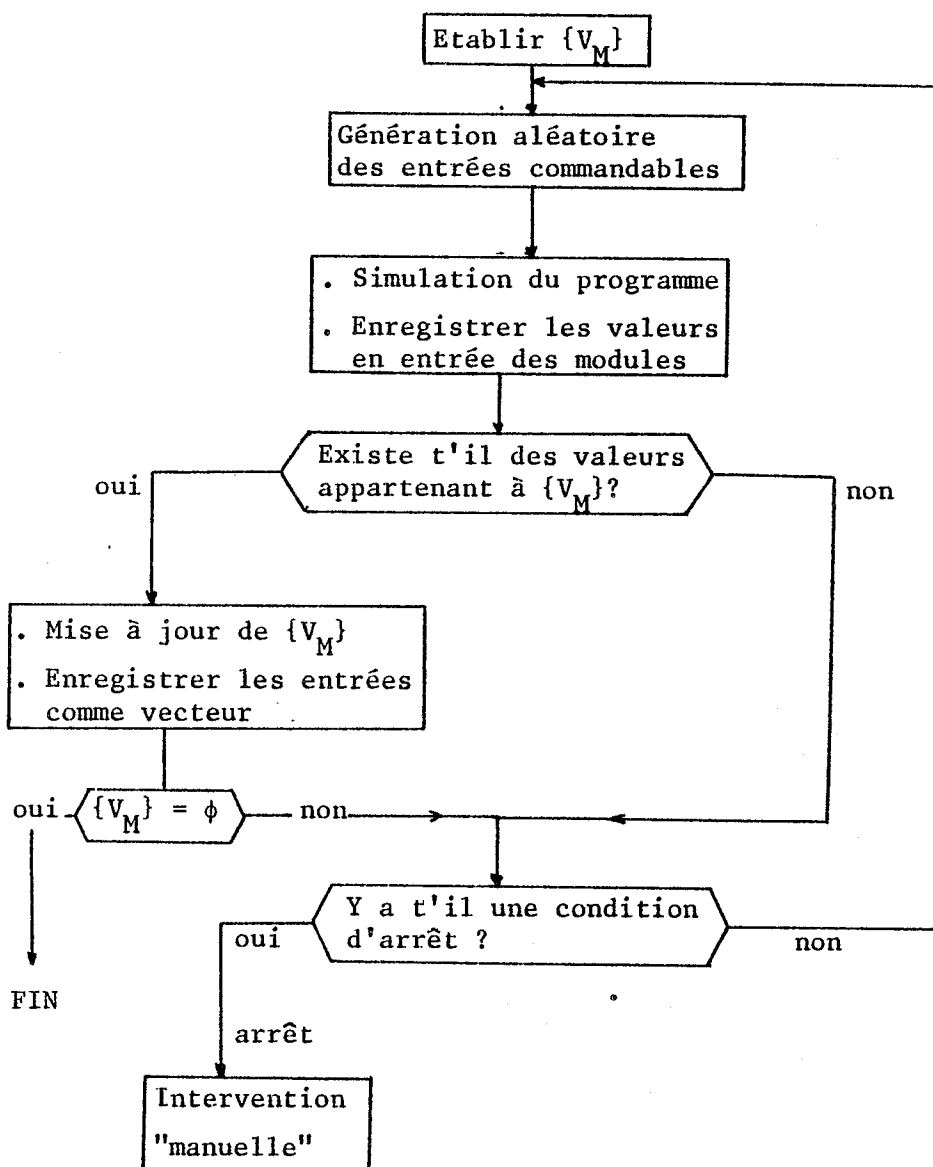 Etablir {V_M}
Génération aléatoire
des entrées commandables
. Simulation du programme
. Enregistrer les valeurs
en entrée des modules
Existe t'il des valeurs
appartenant à {V_M}?
oui
non
. Mise à jour de {V_M}
. Enregistrer les entrées
comme vecteur
oui
{V_M} = ϕ
non
Y a t'il une condition
d'arrêt ?
oui
non
FIN
arrêt
Intervention
"manuelle"